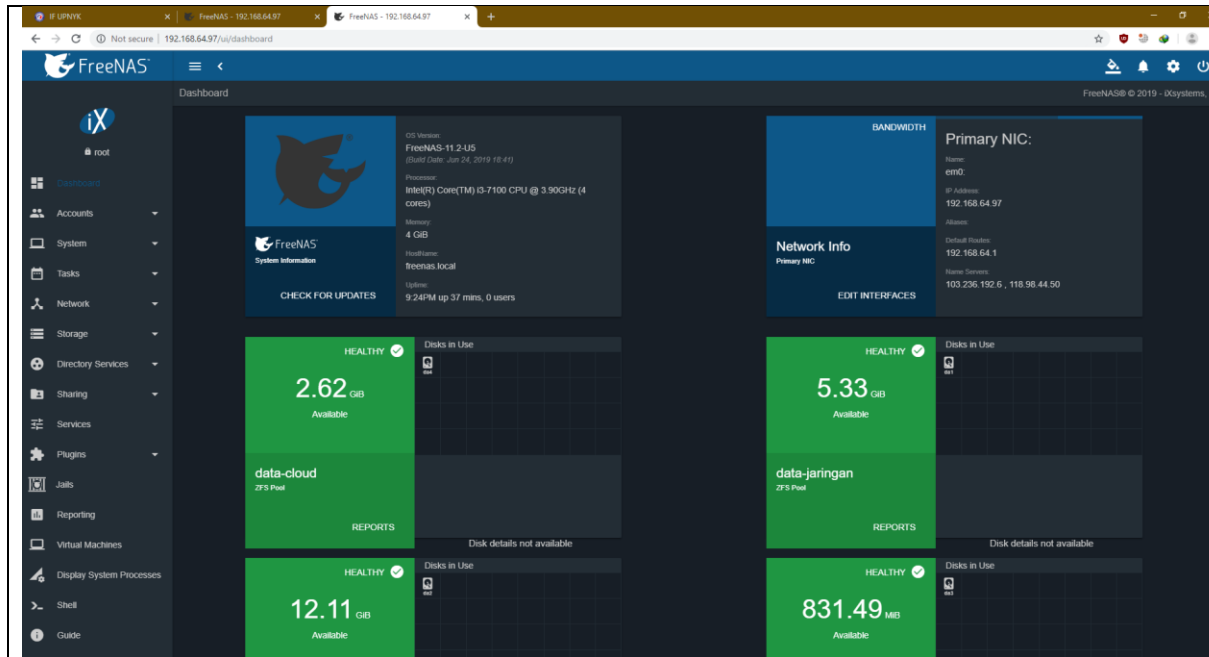 IF UPNYK
FreeNAS - 192.168.64.97
FreeNAS - 192.168.64.97
Not secure | 192.168.64.97/ui/dashboard
FreeNAS
Dashboard
FreeNAS® © 2019 - iXsystems,
iX
root
Dashboard
Accounts
System
Tasks
Network
Storage
Directory Services
Sharing
Services
Plugins
Jails
Reporting
Virtual Machines
Display System Processes
Shell
Guide
OS Version:
FreeNAS-11.2-U5
(Build Date: Jun 24, 2019 18:41)
Processor:
Intel(R) Core(TM) i3-7100 CPU @ 3.90GHz (4
cores)
Memory:
4 GiB
HostName:
freenas.local
Uptime:
9:24PM up 37 mins, 0 users
FreeNAS
System Information
CHECK FOR UPDATES
BANDWIDTH
Network Info
Primary NIC
EDIT INTERFACES
Primary NIC:
Name:
em0:
IP Address:
192.168.64.97
Aliases:
Default Routes:
192.168.64.1
Name Servers:
103.236.192.6 , 118.98.44.50
HEALTHY
2.62 GiB
Available
data-cloud
ZFS Pool
REPORTS
Disks in Use
da4
Disk details not available
HEALTHY
5.33 GiB
Available
data-jaringan
ZFS Pool
REPORTS
Disks in Use
da1
Disk details not available
HEALTHY
12.11 GiB
Available
Disks in Use
da2
HEALTHY
831.49 MiB
Available
Disks in Use
da3